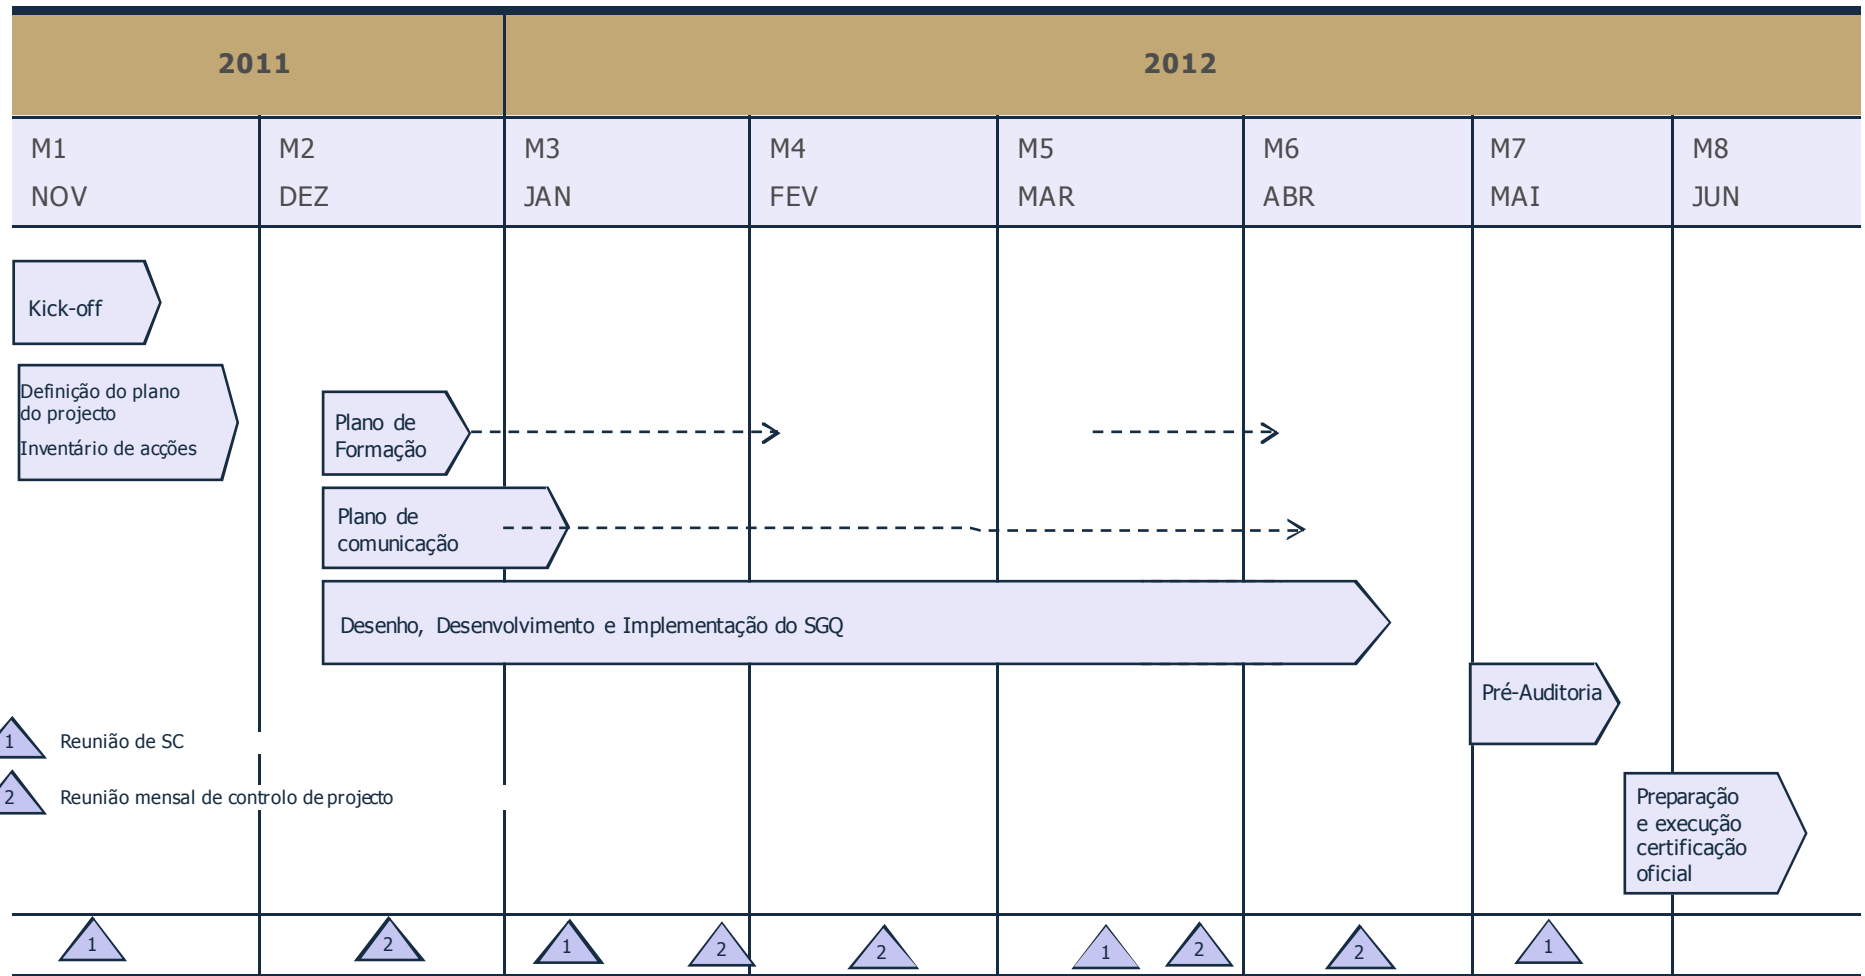 2011
2012
M1
NOV
M2
DEZ
M3
JAN
M4
FEV
M5
MAR
M6
ABR
M7
MAI
M8
JUN
Kick-off
Definição do plano
do projecto
Inventário de acções
Plano de
Formação
Plano de
comunicação
Desenho, Desenvolvimento e Implementação do SGQ
Pré-Auditoria
1
Reunião de SC
2
Reunião mensal de controlo de projecto
Preparação
e execução
certificação
oficial
1
2
1
2
2
1
2
2
1